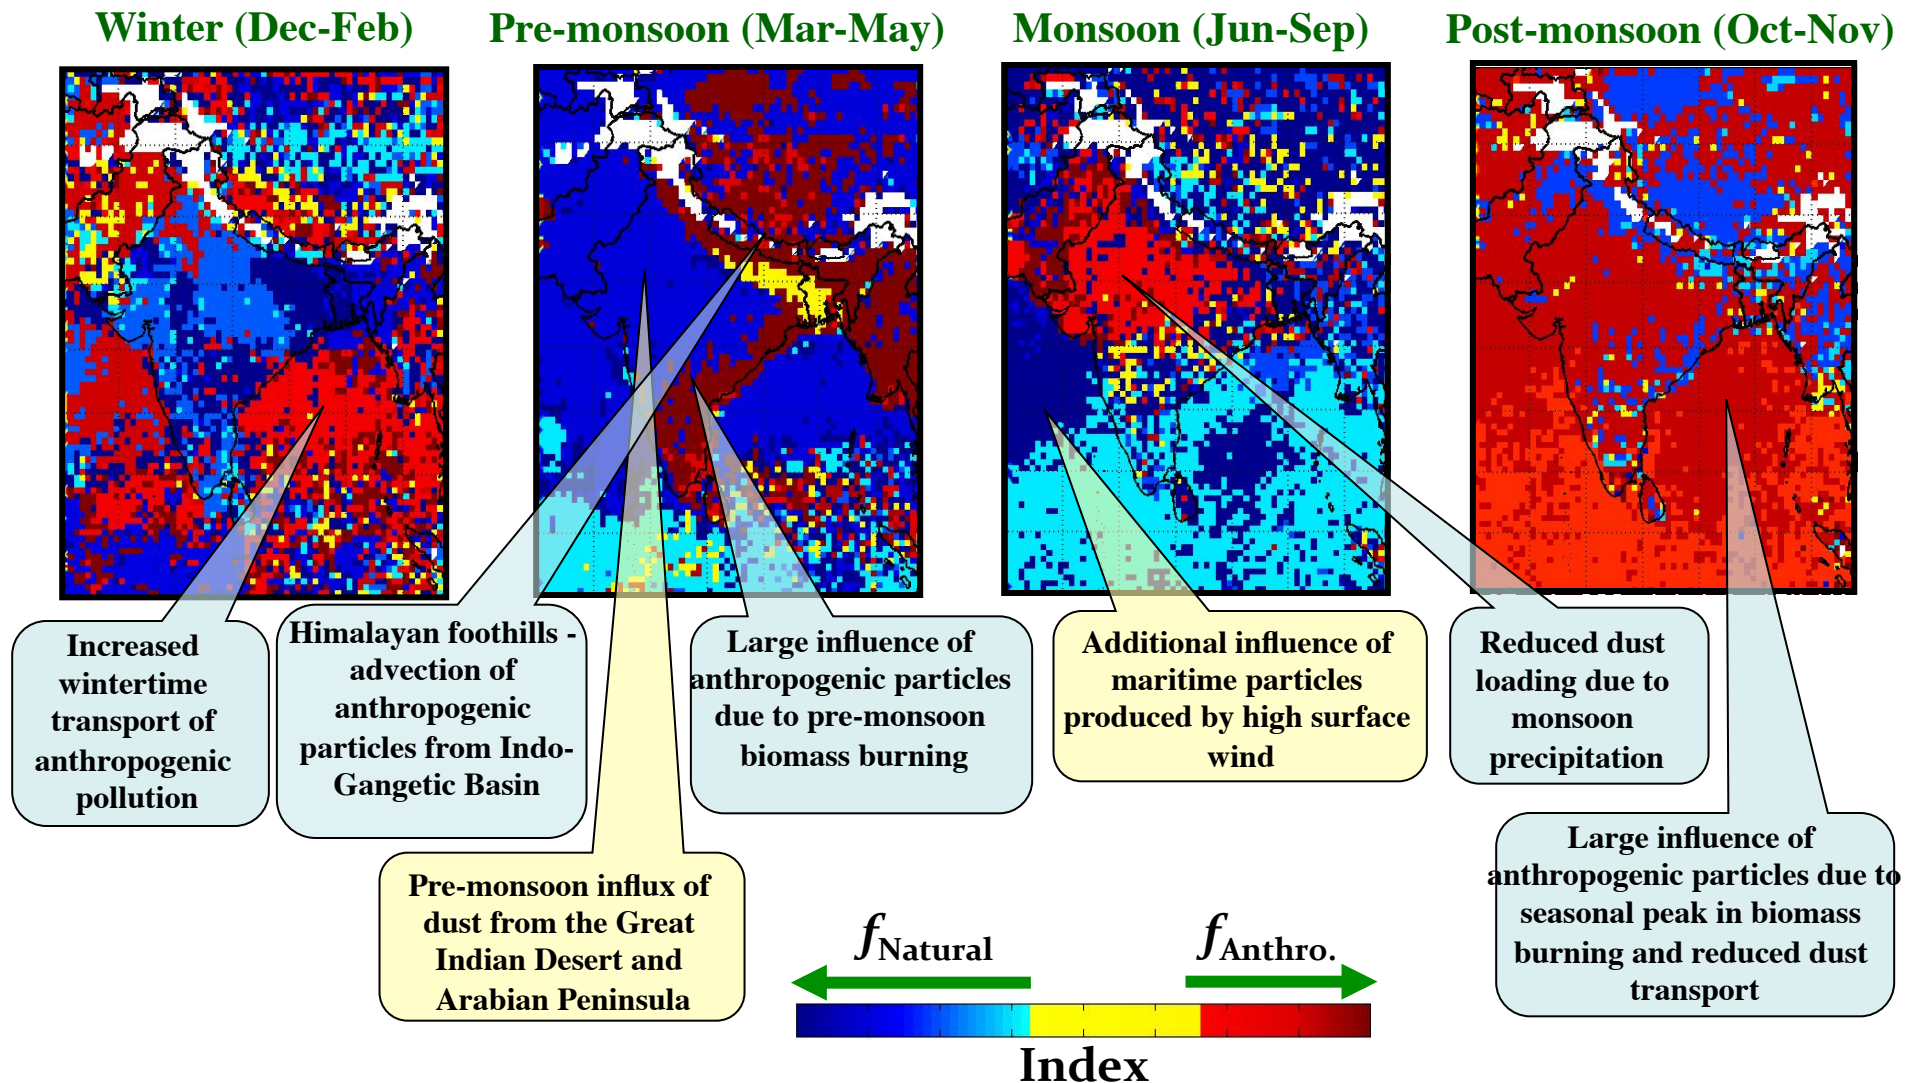 Winter (Dec-Feb)
Pre-monsoon (Mar-May)
Monsoon (Jun-Sep)
Post-monsoon (Oct-Nov)
Increased
wintertime
transport of
anthropogenic
pollution
Himalayan foothills -
advection of
anthropogenic
particles from Indo-
Gangetic Basin
Large influence of
anthropogenic particles
due to pre-monsoon
biomass burning
Additional influence of
maritime particles
produced by high surface
wind
Reduced dust
loading due to
monsoon
precipitation
Pre-monsoon influx of
dust from the Great
Indian Desert and
Arabian Peninsula
Large influence of
anthropogenic particles due to
seasonal peak in biomass
burning and reduced dust
transport
fNatural
fAnthro.
Index